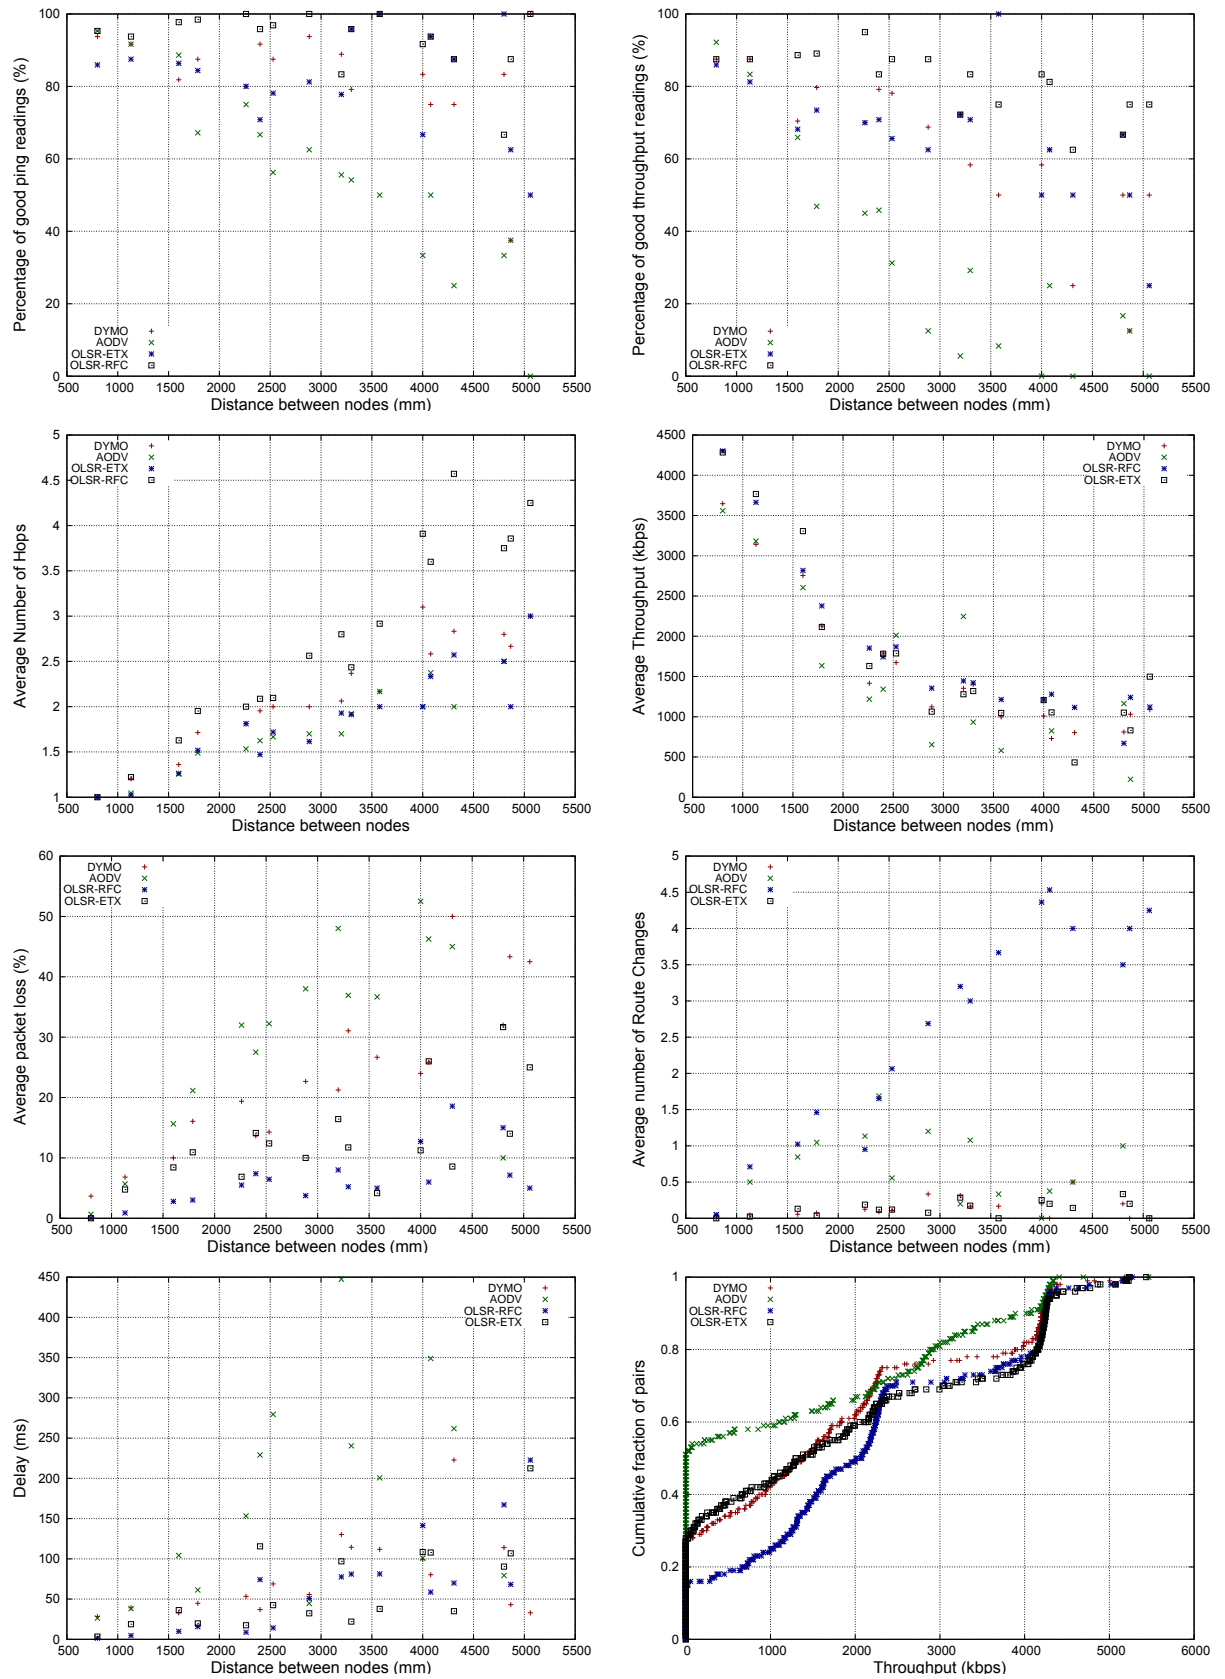 Percentage of good ping readings (%)
100
80
60
40
20
0
DYMO
AODV
OLSR-ETX
OLSR-RFC
500 1000 1500 2000 2500 3000 3500 4000 4500 5000 5500
Distance between nodes (mm)
Percentage of good throughput readings (%)
100
80
60
40
20
0
DYMO
AODV
OLSR-ETX
OLSR-RFC
500 1000 1500 2000 2500 3000 3500 4000 4500 5000 5500
Distance between nodes (mm)
Average Number of Hops
5
4.5
4
3.5
3
2.5
2
1.5
1
DYMO
AODV
OLSR-ETX
OLSR-RFC
500 1000 1500 2000 2500 3000 3500 4000 4500 5000 5500
Distance between nodes
Average Throughput (kbps)
4500
4000
3500
3000
2500
2000
1500
1000
500
0
DYMO
AODV
OLSR-RFC
OLSR-ETX
500 1000 1500 2000 2500 3000 3500 4000 4500 5000 5500
Distance between nodes (mm)
Average packet loss (%)
60
50
40
30
20
10
0
DYMO
AODV
OLSR-RFC
OLSR-ETX
500 1000 1500 2000 2500 3000 3500 4000 4500 5000 5500
Distance between nodes (mm)
Average number of Route Changes
5
4.5
4
3.5
3
2.5
2
1.5
1
0.5
0
DYMO
AODV
OLSR-RFC
OLSR-ETX
500 1000 1500 2000 2500 3000 3500 4000 4500 5000 5500
Distance between nodes (mm)
Delay (ms)
450
400
350
300
250
200
150
100
50
0
DYMO
AODV
OLSR-RFC
OLSR-ETX
500 1000 1500 2000 2500 3000 3500 4000 4500 5000 5500
Distance between nodes (mm)
Cumulative fraction of pairs
1
0.8
0.6
0.4
0.2
0
DYMO
AODV
OLSR-RFC
OLSR-ETX
0 1000 2000 3000 4000 5000 6000
Throughput (kbps)